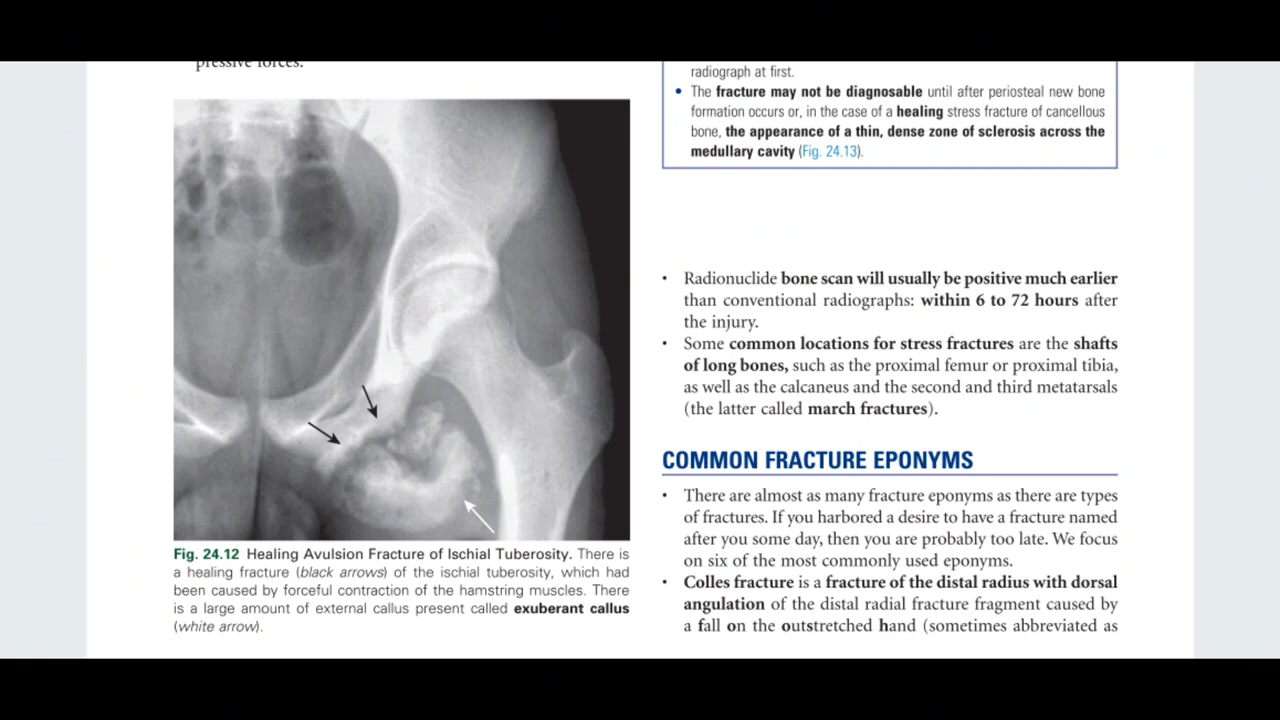 pressive forces.
Fig. 24.12 Healing Avulsion Fracture of Ischial Tuberosity. There is
a healing fracture (black arrows) of the ischial tuberosity, which had
been caused by forceful contraction of the hamstring muscles. There
is a large amount of external callus present called exuberant callus
(white arrow).
radiograph at first.
• The fracture may not be diagnosable until after periosteal new bone
formation occurs or, in the case of a healing stress fracture of cancellous
bone, the appearance of a thin, dense zone of sclerosis across the
medullary cavity (Fig. 24.13).
• Radionuclide bone scan will usually be positive much earlier
than conventional radiographs: within 6 to 72 hours after
the injury.
• Some common locations for stress fractures are the shafts
of long bones, such as the proximal femur or proximal tibia,
as well as the calcaneus and the second and third metatarsals
(the latter called march fractures).
COMMON FRACTURE EPONYMS
• There are almost as many fracture eponyms as there are types
of fractures. If you harbored a desire to have a fracture named
after you some day, then you are probably too late. We focus
on six of the most commonly used eponyms.
• Colles fracture is a fracture of the distal radius with dorsal
angulation of the distal radial fracture fragment caused by
a fall on the outstretched hand (sometimes abbreviated as